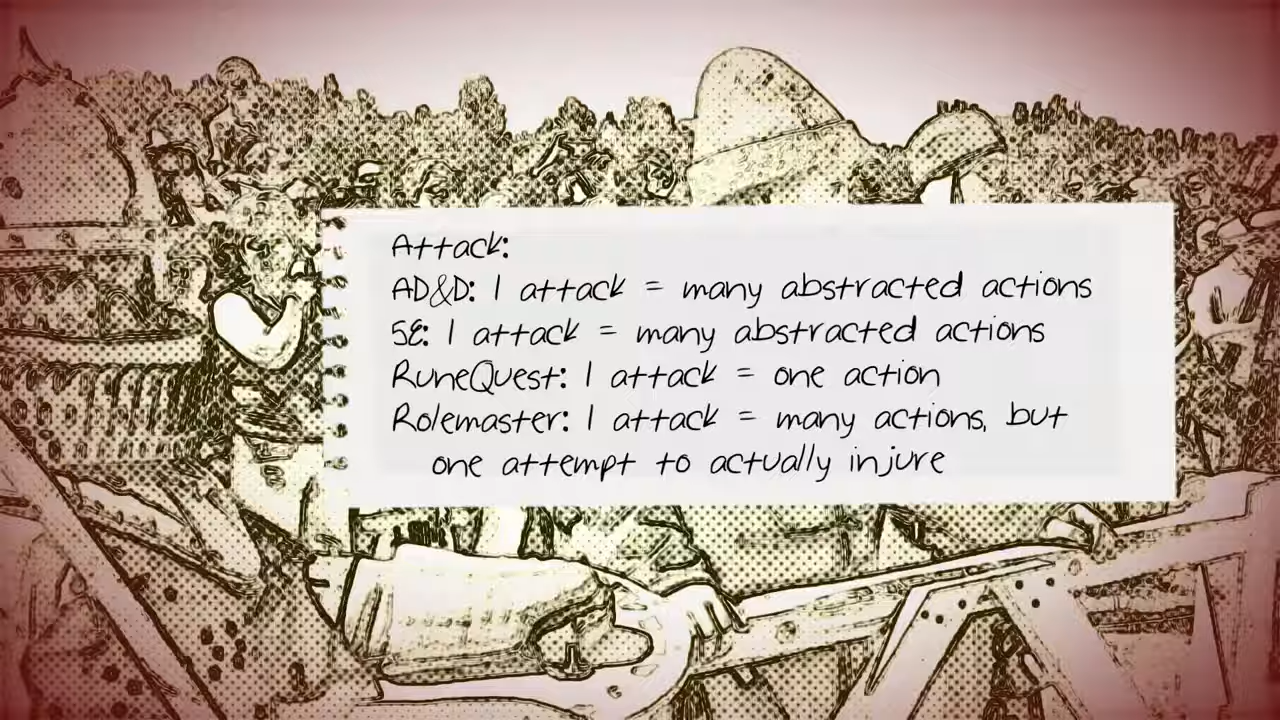 Attack:
AD&D: 1 attack = many abstracted actions
5E: 1 attack = many abstracted actions
RuneQuest: 1 attack = one action
Rolemaster: 1 attack = many actions, but
one attempt to actually injure